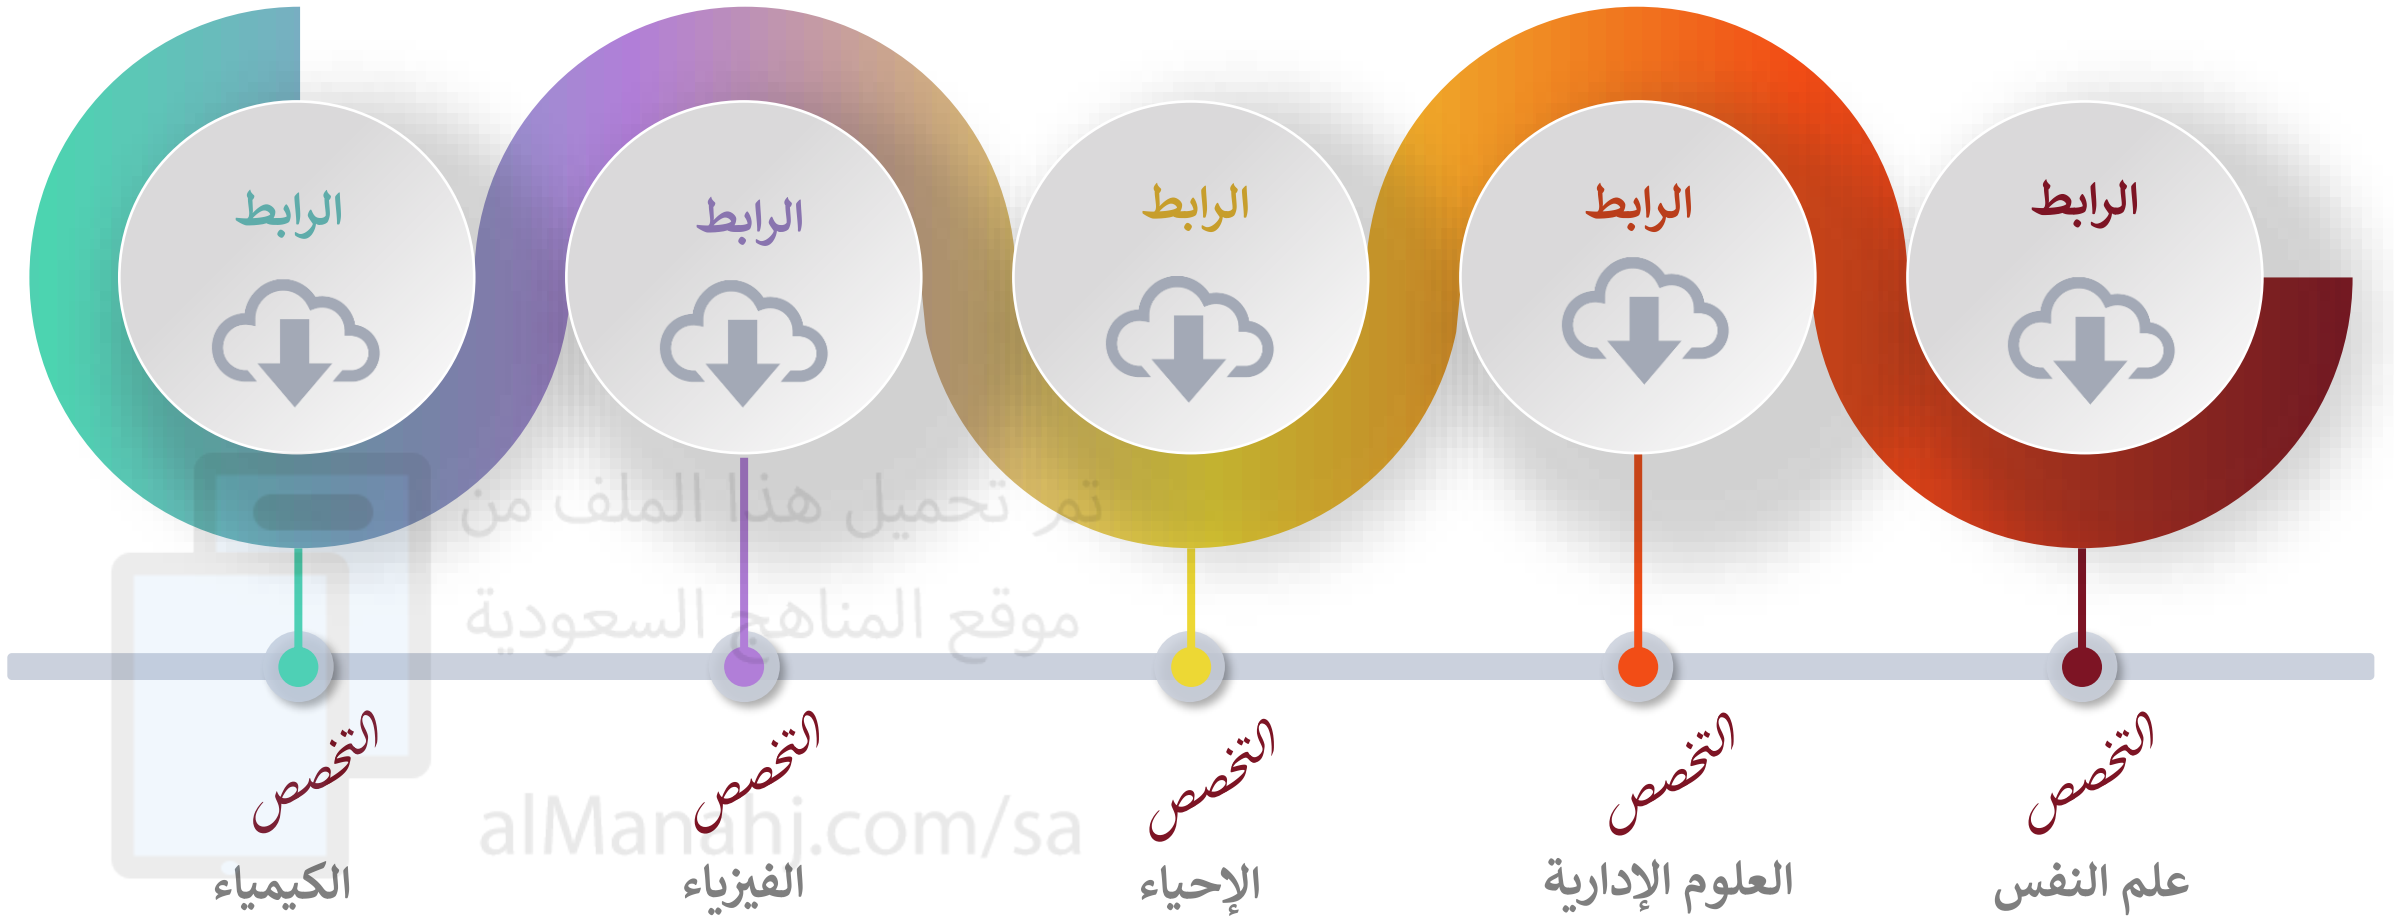 الرابط
الرابط
الرابط
الرابط
الرابط
تم تحميل هذا الملف من
موقع المناهج السعودية
التخصص
التخصص
التخصص
التخصص
التخصص
alManahj.com/sa
علم النفس
العلوم الإدارية
الإحياء
الفيزياء
الكيمياء